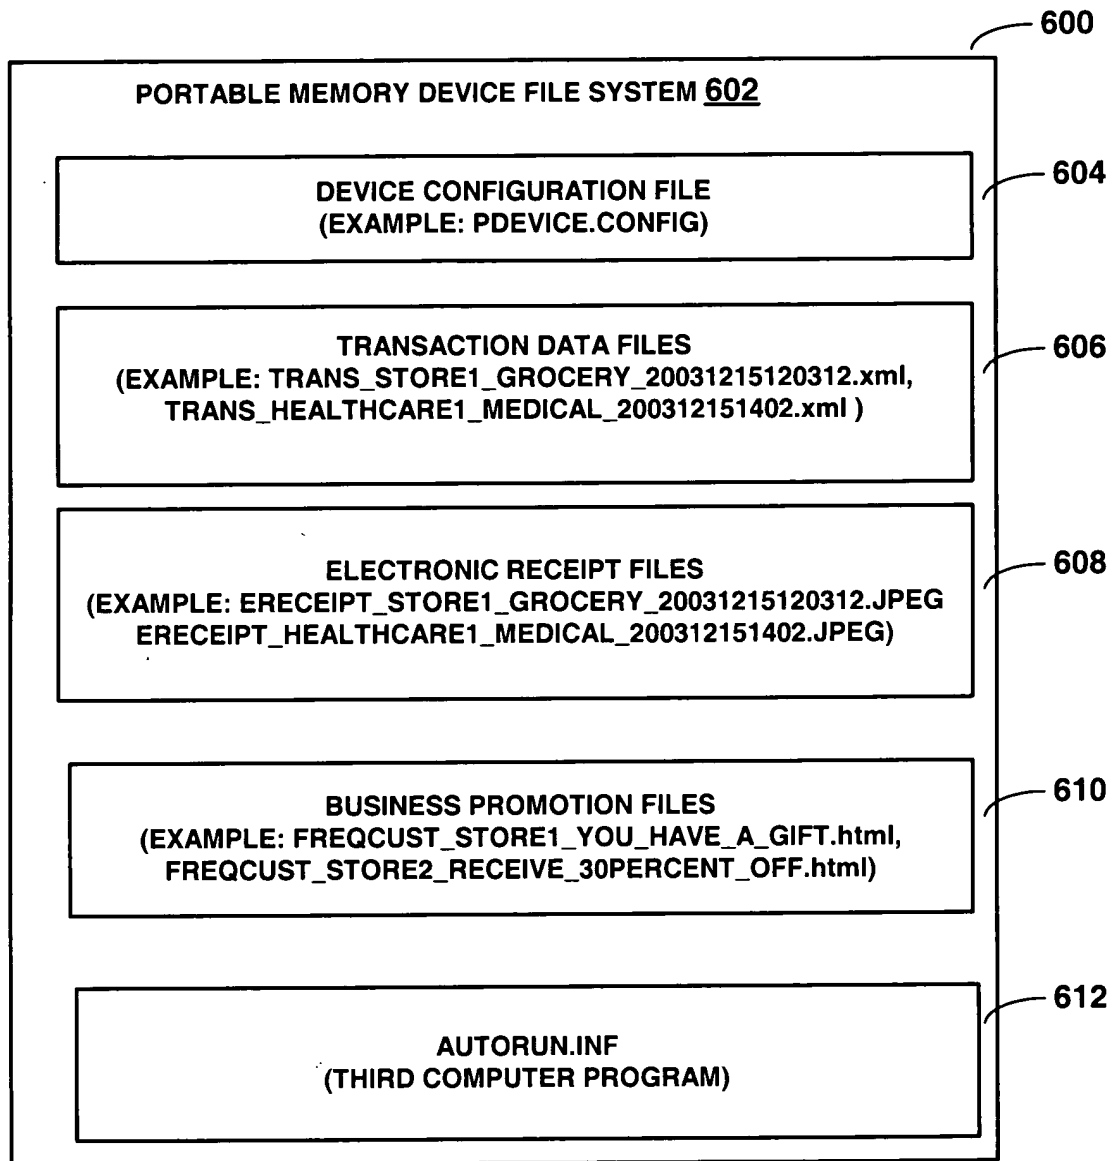 600
PORTABLE MEMORY DEVICE FILE SYSTEM 602
DEVICE CONFIGURATION FILE
(EXAMPLE: PDEVICE.CONFIG)
604
TRANSACTION DATA FILES
(EXAMPLE: TRANS_STORE1_GROCERY_20031215120312.xml,
TRANS_HEALTHCARE1_MEDICAL_200312151402.xml )
606
ELECTRONIC RECEIPT FILES
(EXAMPLE: ERECEIPT_STORE1_GROCERY_20031215120312.JPEG
ERECEIPT_HEALTHCARE1_MEDICAL_200312151402.JPEG)
608
BUSINESS PROMOTION FILES
(EXAMPLE: FREQCUST_STORE1_YOU_HAVE_A_GIFT.html,
FREQCUST_STORE2_RECEIVE_30PERCENT_OFF.html)
610
AUTORUN.INF
(THIRD COMPUTER PROGRAM)
612